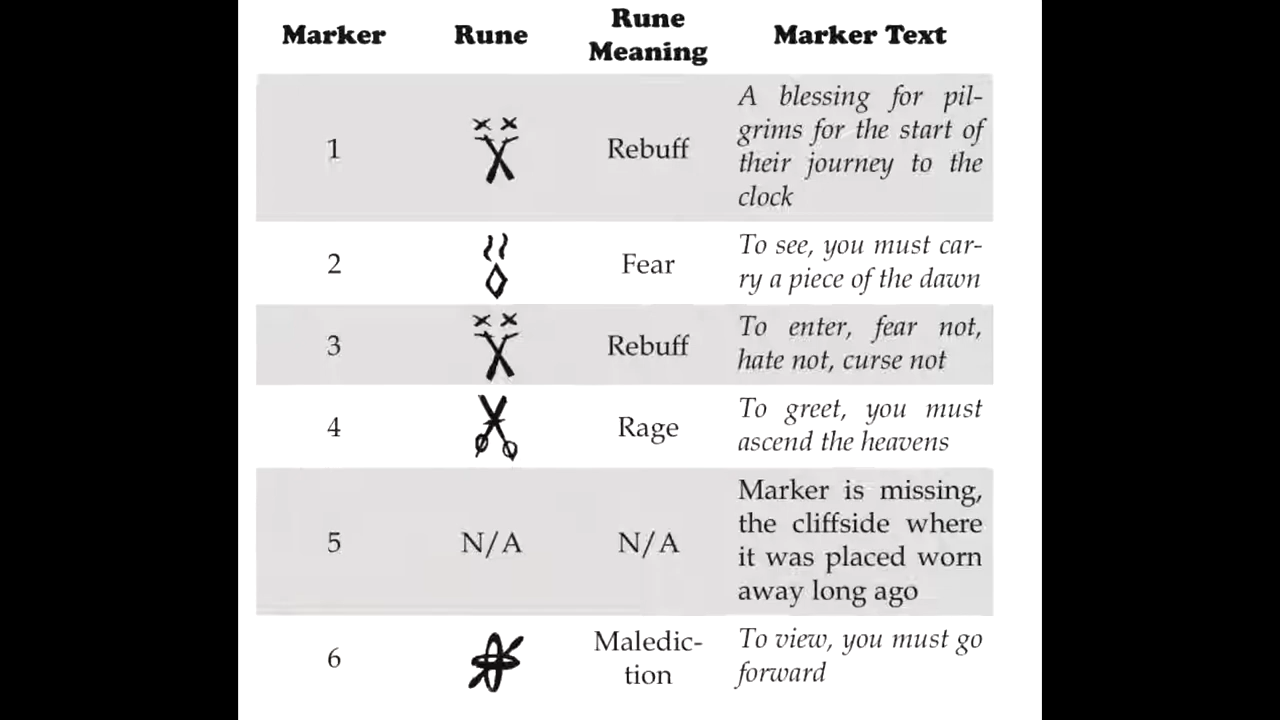 Marker Rune Rune Meaning Marker Text
1 Rebuff A blessing for pil-
grims for the start of
their journey to the
clock
2 Fear To see, you must car-
ry a piece of the dawn
3 Rebuff To enter, fear not,
hate not, curse not
4 Rage To greet, you must
ascend the heavens
5 N/A N/A Marker is missing,
the cliffside where
it was placed worn
away long ago
6 Maledic-
tion To view, you must go
forward